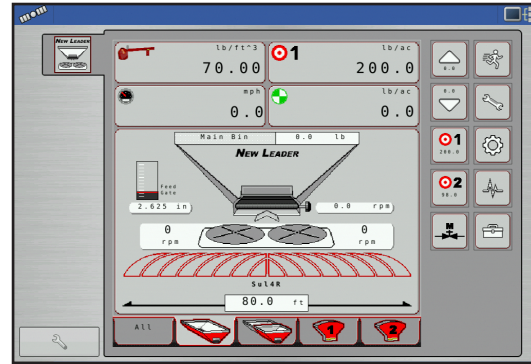 NEW LEADER
lb/ft^3
70.00
1
lb/ac
200.0
mph
0.0
lb/ac
0.0
Main Bin
0.0 lb
NEW LEADER
Feed
Gate
2.625 in
0.0 rpm
0
rpm
0
rpm
Sul4R
80.0 ft
All
1
2
0.0
0.0
1
200.0
2
90.0
M